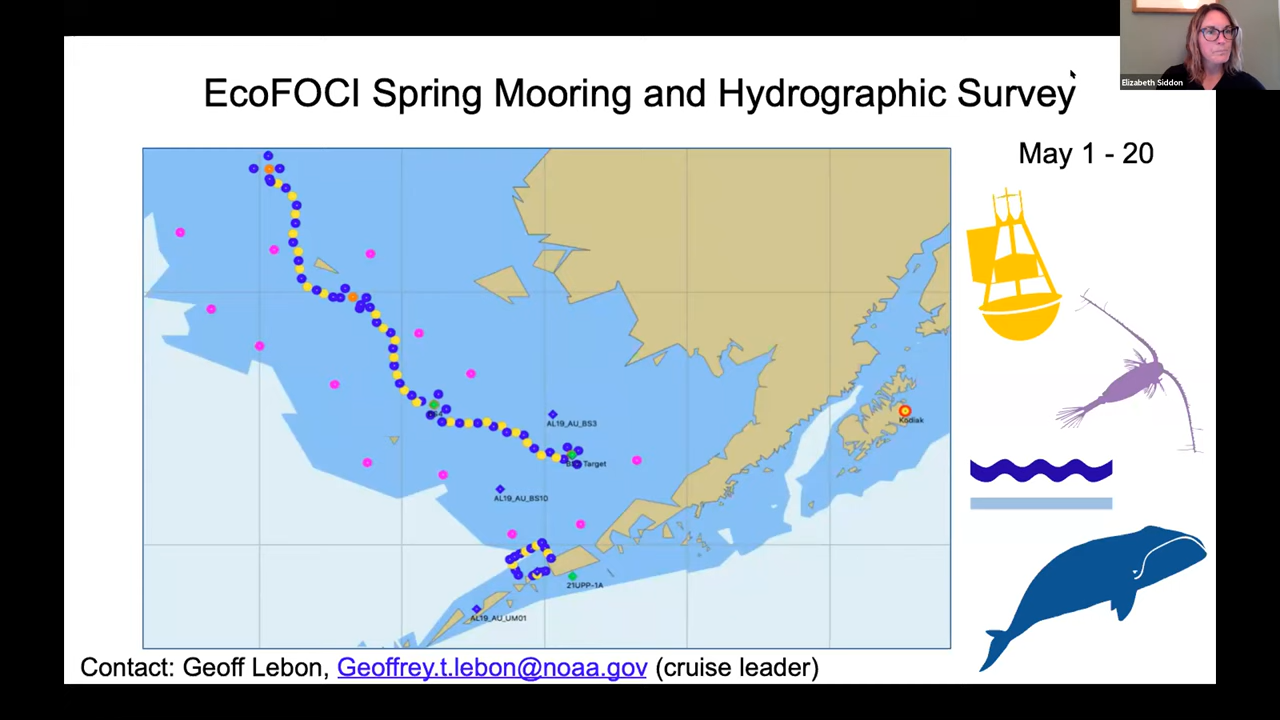 EcoFOCI Spring Mooring and Hydrographic Survey
Elizabeth Siddon
May 1 - 20
AL19_AU_BS3
Kodiak
Target
AL19_AU_BS10
21UPP-1A
AL19_AU_UM01
Contact: Geoff Lebon, Geoffrey.t.lebon@noaa.gov (cruise leader)